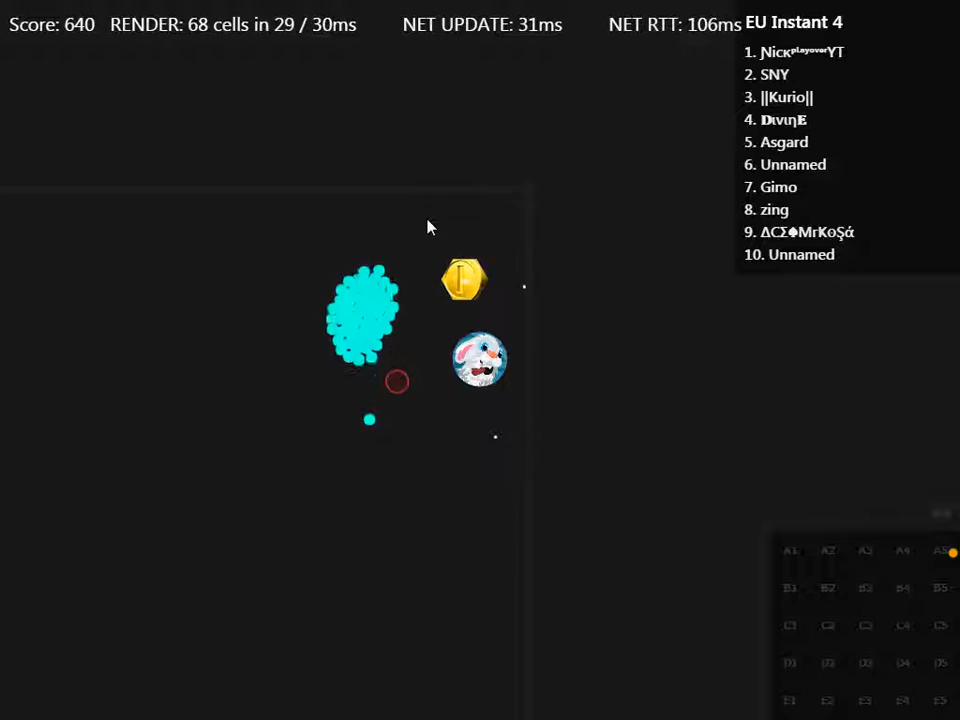 Score: 640 RENDER: 68 cells in 29 / 30ms NET UPDATE: 31ms NET RTT: 106ms
EU Instant 4
1. ƝicκᵖᴸᵃʸᵒᵛᵉʳƳT
2. SNY
3. ||Kurio||
4. 𝐃ινιη𝐄
5. Asgard
6. Unnamed
7. Gimo
8. zing
9. ΔCΣ♠MrKoŞά
10. Unnamed
A1 A2 A3 A4 A5
B1 B2 B3 B4 B5
C1 C2 C3 C4 C5
D1 D2 D3 D4 D5
E1 E2 E3 E4 E5